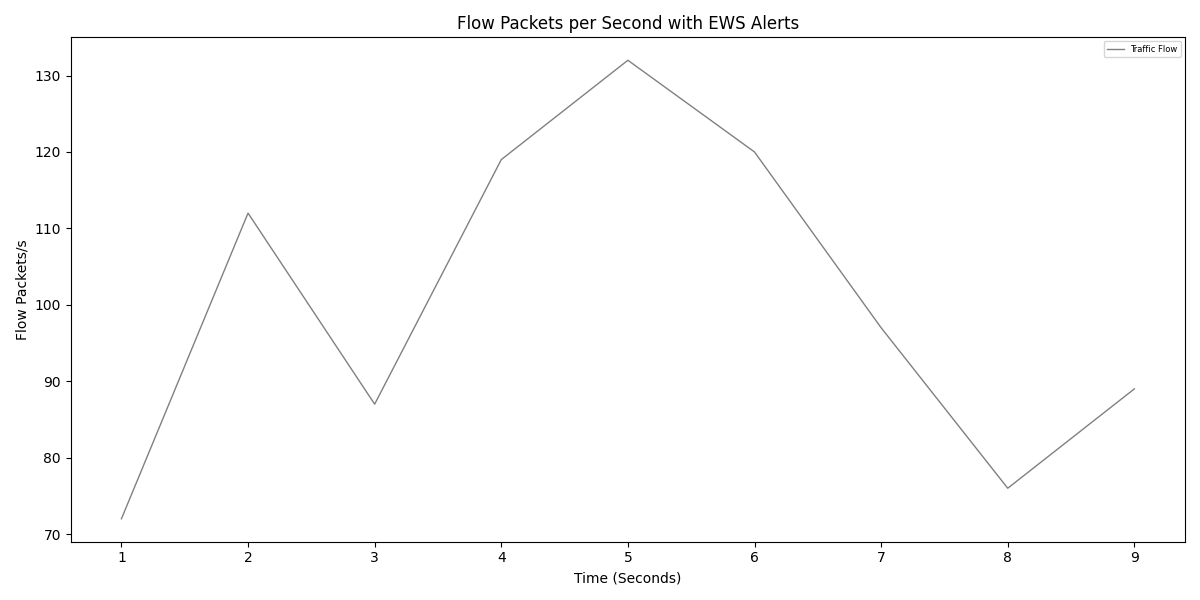 Flow Packets per Second with EWS Alerts
Traffic Flow
130
120
110
100
90
80
70
Flow Packets/s
1 2 3 4 5 6 7 8 9
Time (Seconds)